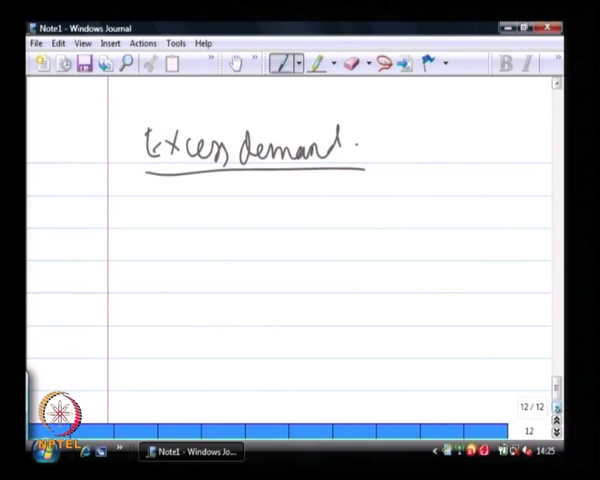 Note1 - Windows Journal
File Edit View Insert Actions Tools Help
B I
Excess demand.
12 / 12
12
NPTEL
Note1 - Windows Jo...
14:25